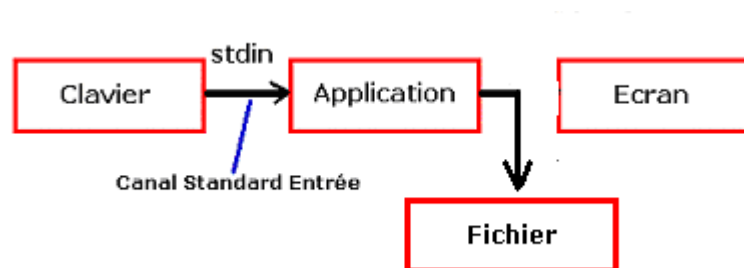 stdin
Clavier
Application
Ecran
Canal Standard Entrée
Fichier